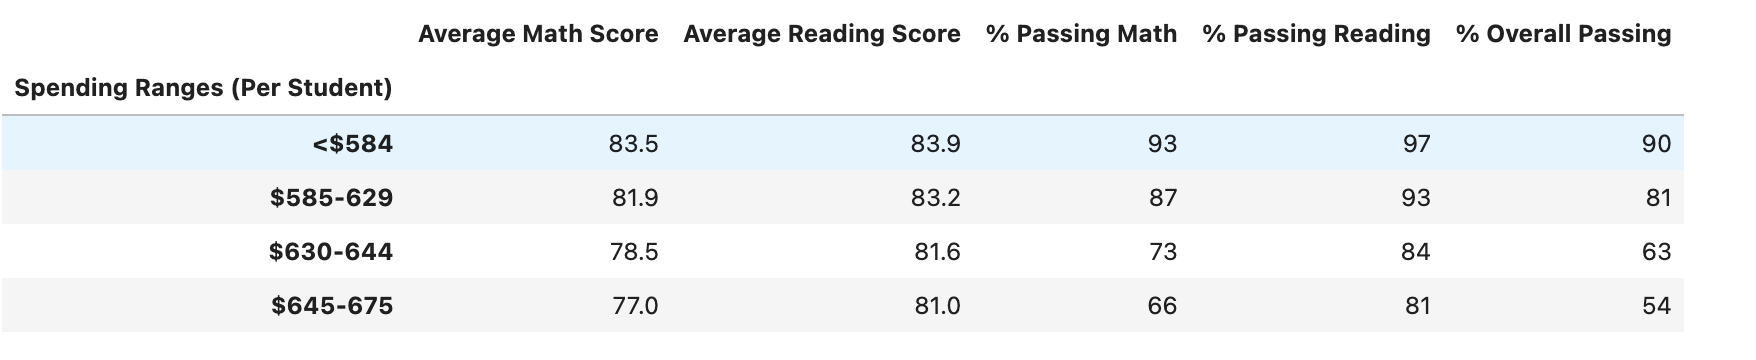 Average Math Score Average Reading Score % Passing Math % Passing Reading % Overall Passing
Spending Ranges (Per Student)
<$584 83.5 83.9 93 97 90
$585-629 81.9 83.2 87 93 81
$630-644 78.5 81.6 73 84 63
$645-675 77.0 81.0 66 81 54